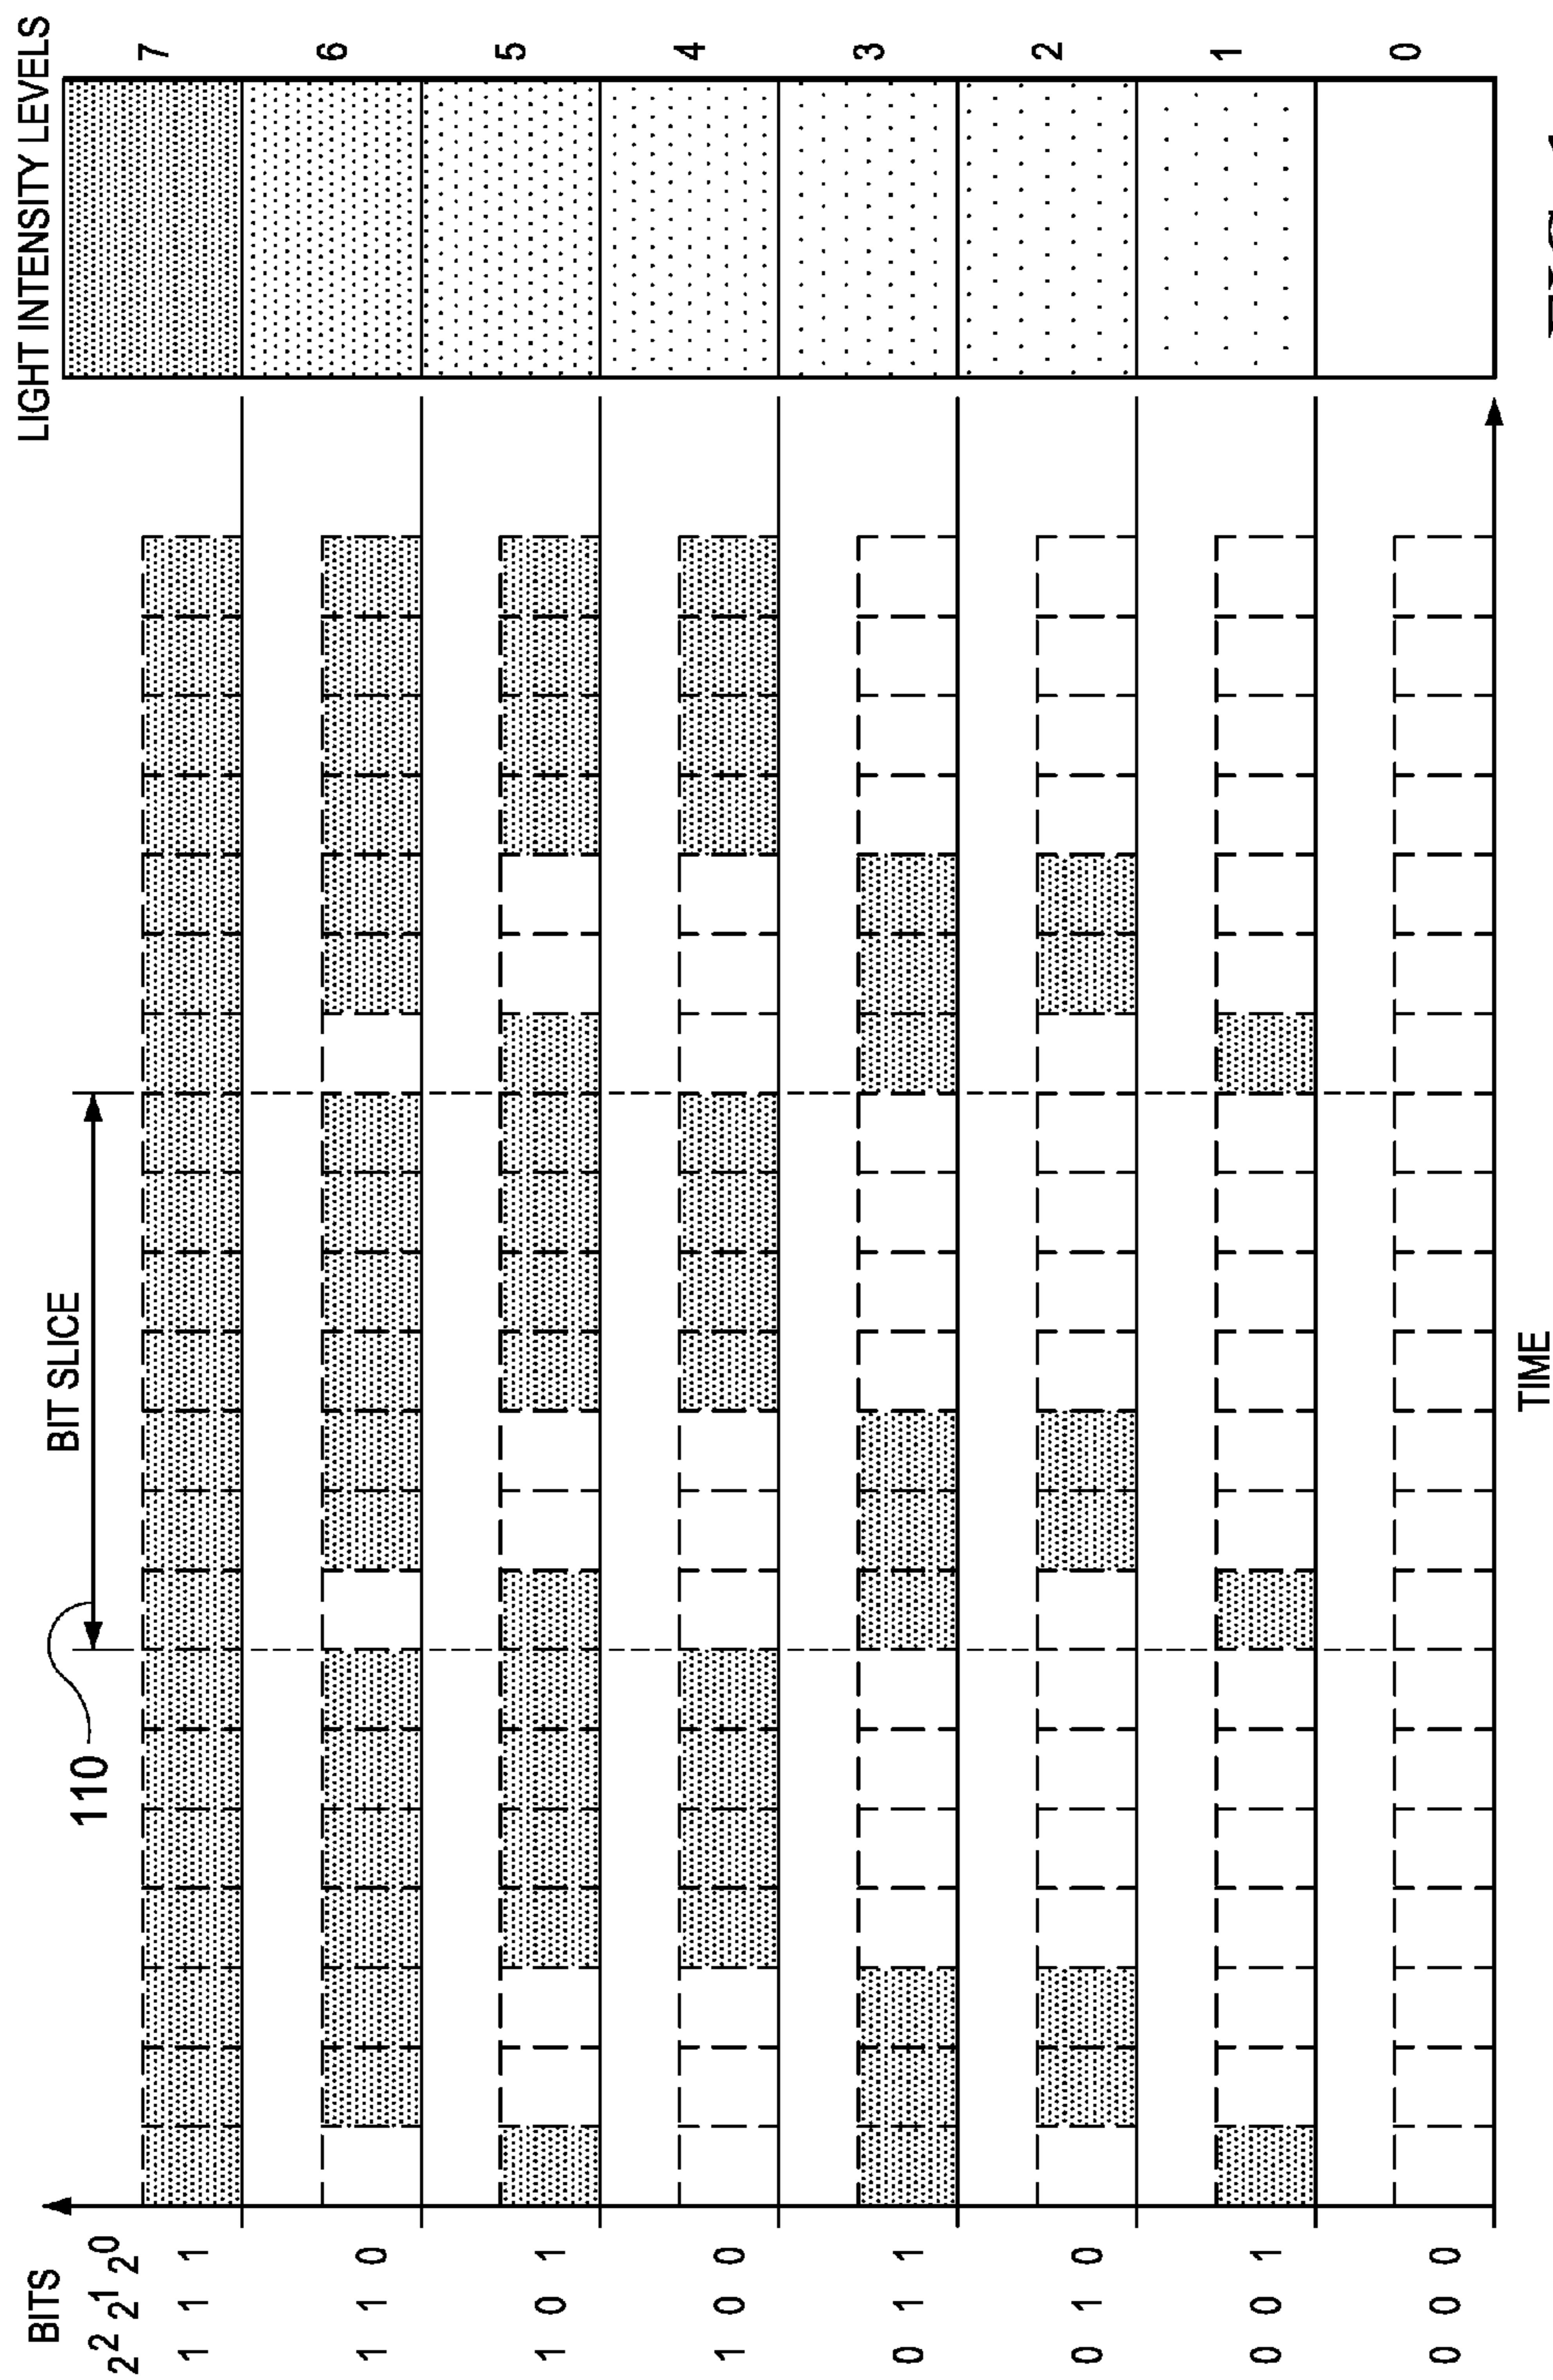 BITS
2² 2¹ 2⁰
1 1 1
1 1 0
1 0 1
1 0 0
0 1 1
0 1 0
0 0 1
0 0 0
110
BIT SLICE
TIME
LIGHT INTENSITY LEVELS
7
6
5
4
3
2
1
0